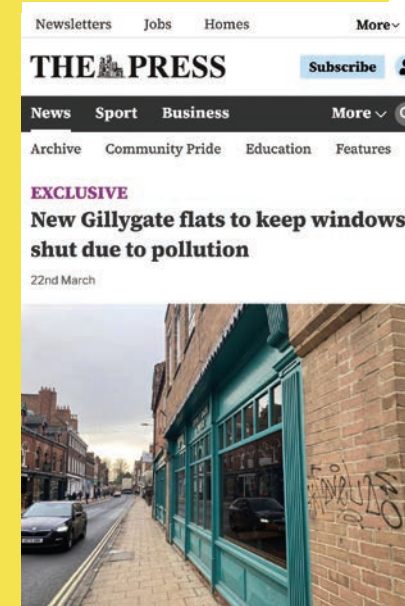 Newsletters Jobs Homes More
THE PRESS Subscribe
News Sport Business More
Archive Community Pride Education Features
EXCLUSIVE
New Gillygate flats to keep windows
shut due to pollution
22nd March